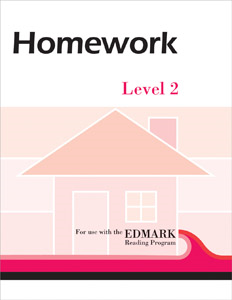 Homework
Level 2
For use with the EDMARK
Reading Program